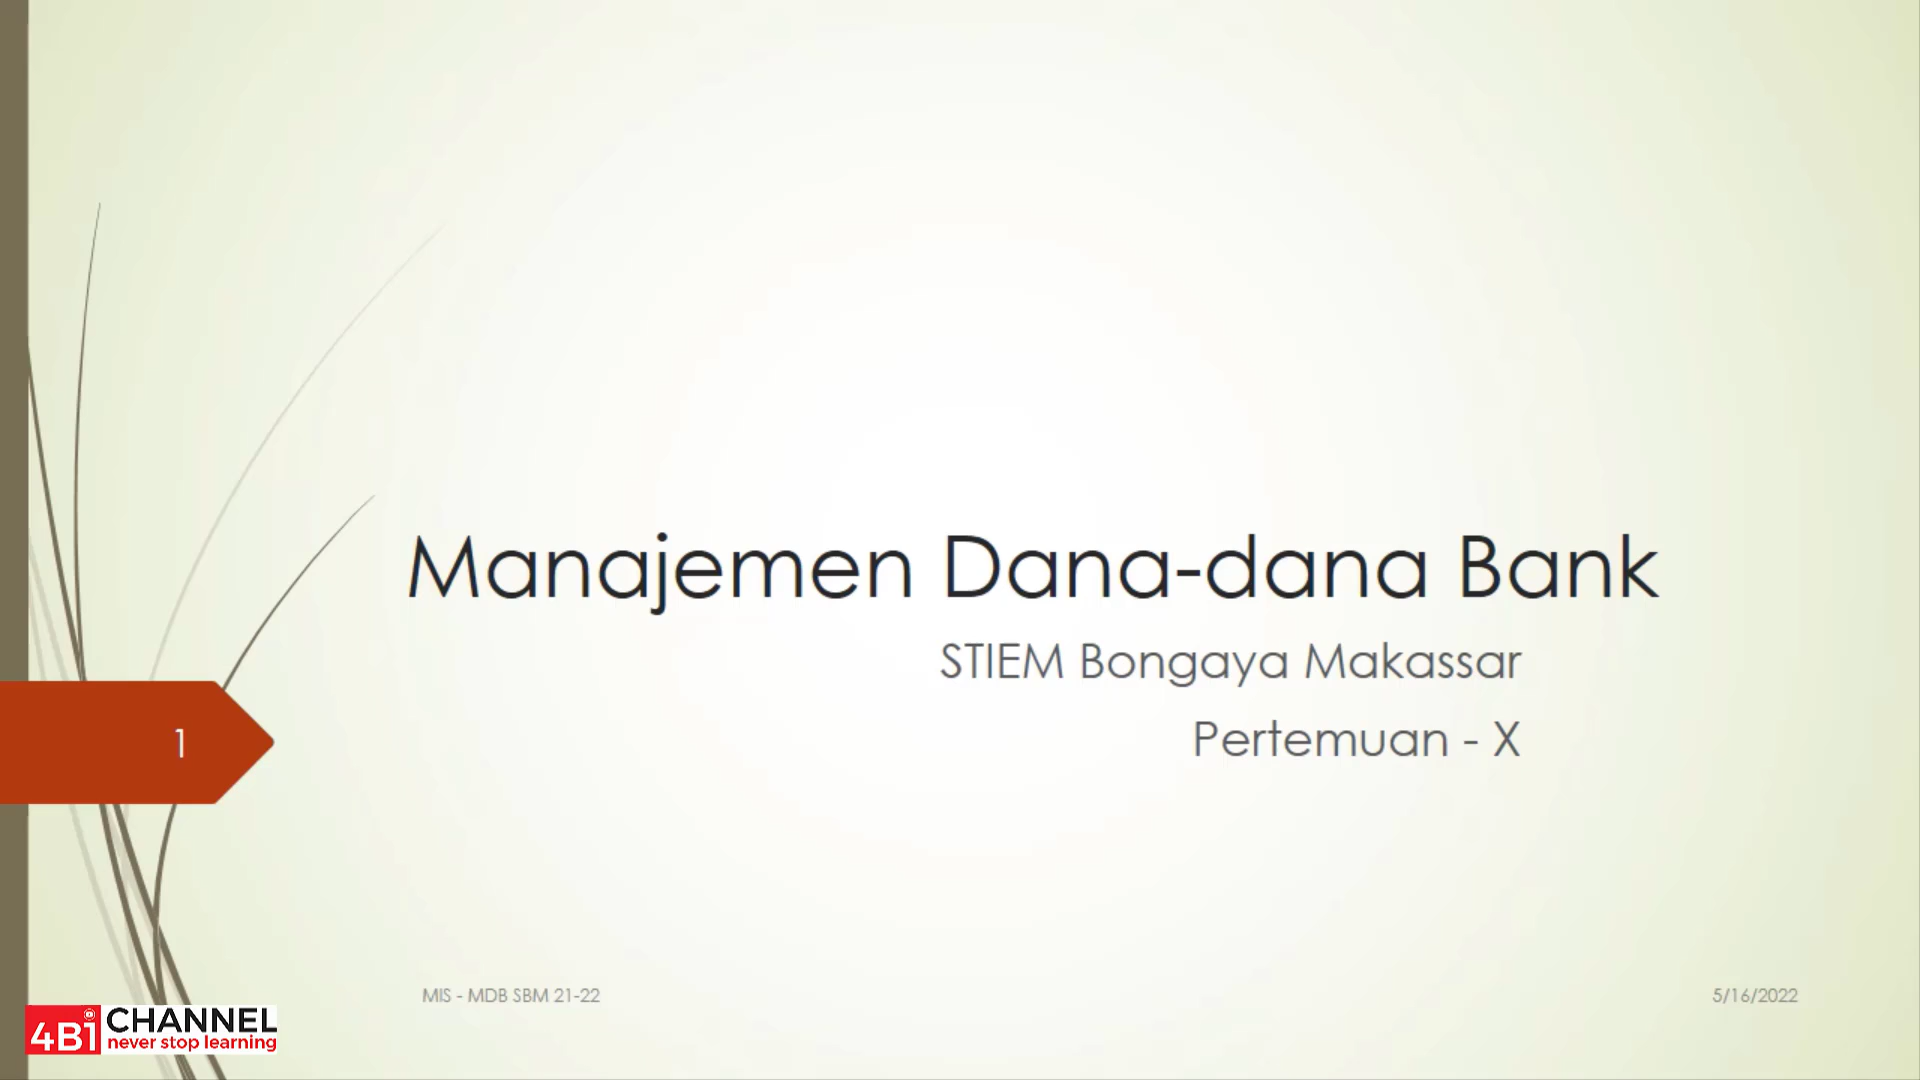 Manajemen Dana-dana Bank
STIEM Bongaya Makassar
Pertemuan - X
1
MIS - MDB SBM 21-22
5/16/2022
4Bi CHANNEL
never stop learning